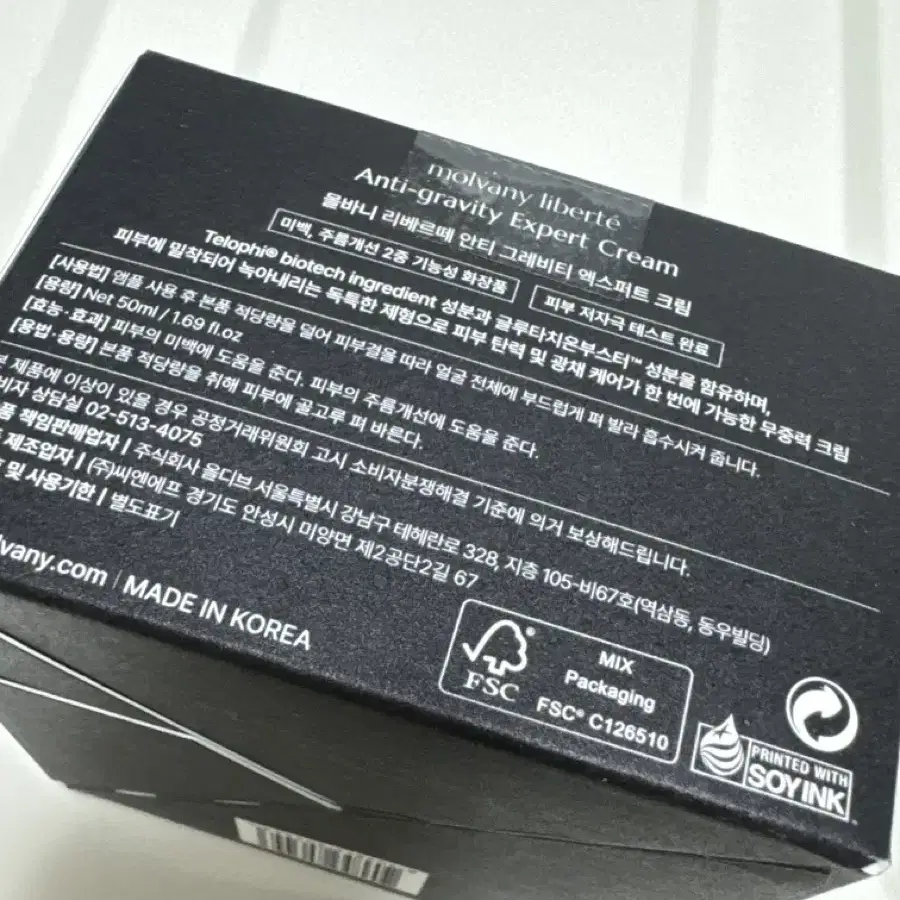 molvany liberté
Anti-gravity Expert Cream
몰바니 리베르떼 안티 그레비티 엑스퍼트 크림
미백, 주름개선 2중 기능성 화장품
피부 저자극 테스트 완료
Telophi® biotech ingredient 성분과 글루타치온부스터™ 성분을 함유하며,
피부에 밀착되어 녹아내리는 독특한 제형으로 피부 탄력 및 광채 케어가 한 번에 가능한 무중력 크림
[사용법] 앰플 사용 후 본품 적당량을 덜어 피부결을 따라 얼굴 전체에 부드럽게 펴 발라 흡수시켜 줍니다.
[용량] Net 50ml / 1.69 fl.oz
[효능·효과] 피부의 미백에 도움을 준다. 피부의 주름개선에 도움을 준다.
[용법·용량] 본품 적당량을 취해 피부에 골고루 펴 바른다.
본 제품에 이상이 있을 경우 공정거래위원회 고시 소비자분쟁해결 기준에 의거 보상해드립니다.
비자 상담실 02-513-4075
품 책임판매업자 | 주식회사 올디브 서울특별시 강남구 테헤란로 328, 지층 105-비67호(역삼동, 동우빌딩)
제조업자 | (주)씨엔에프 경기도 안성시 미양면 제2공단2길 67
및 사용기한 | 별도표기
lvany.com | MADE IN KOREA
FSC
MIX
Packaging
FSC® C126510
PRINTED WITH
SOY INK